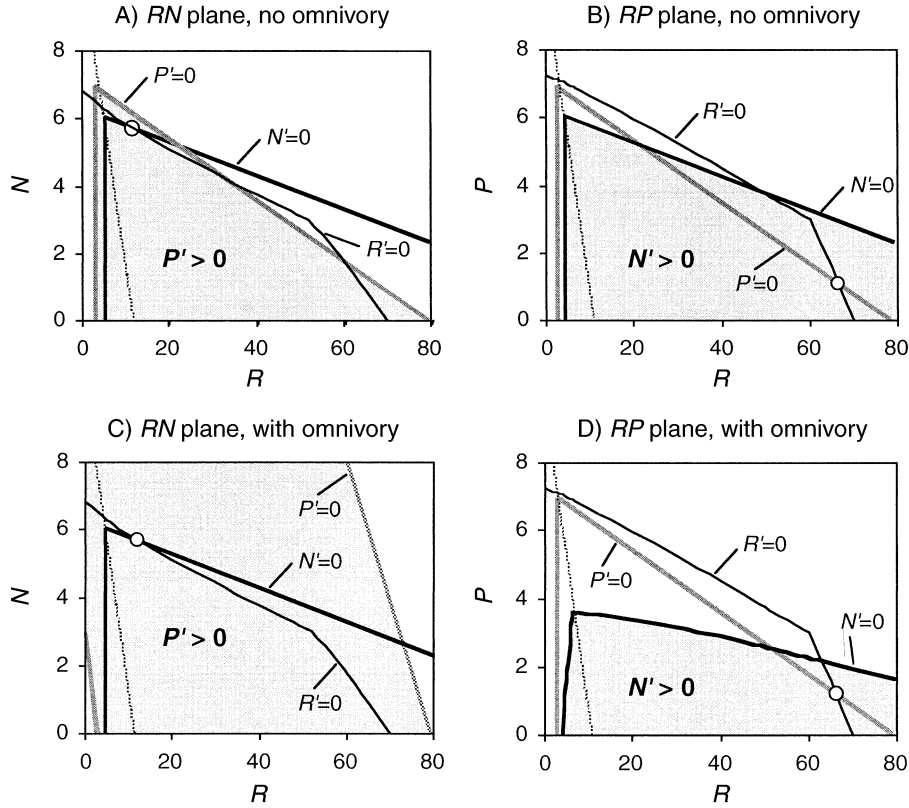 A) RN plane, no omnivory
B) RP plane, no omnivory
8
6
4
2
0
N
P'=0
N'=0
R'=0
P' > 0
0 20 40 60 80
R
8
6
4
2
0
P
R'=0
N'=0
P'=0
N' > 0
0 20 40 60 80
R
C) RN plane, with omnivory
D) RP plane, with omnivory
8
6
4
2
0
N
P'=0
N'=0
P' > 0
R'=0
0 20 40 60 80
R
8
6
4
2
0
P
R'=0
P'=0
N'=0
N' > 0
0 20 40 60 80
R